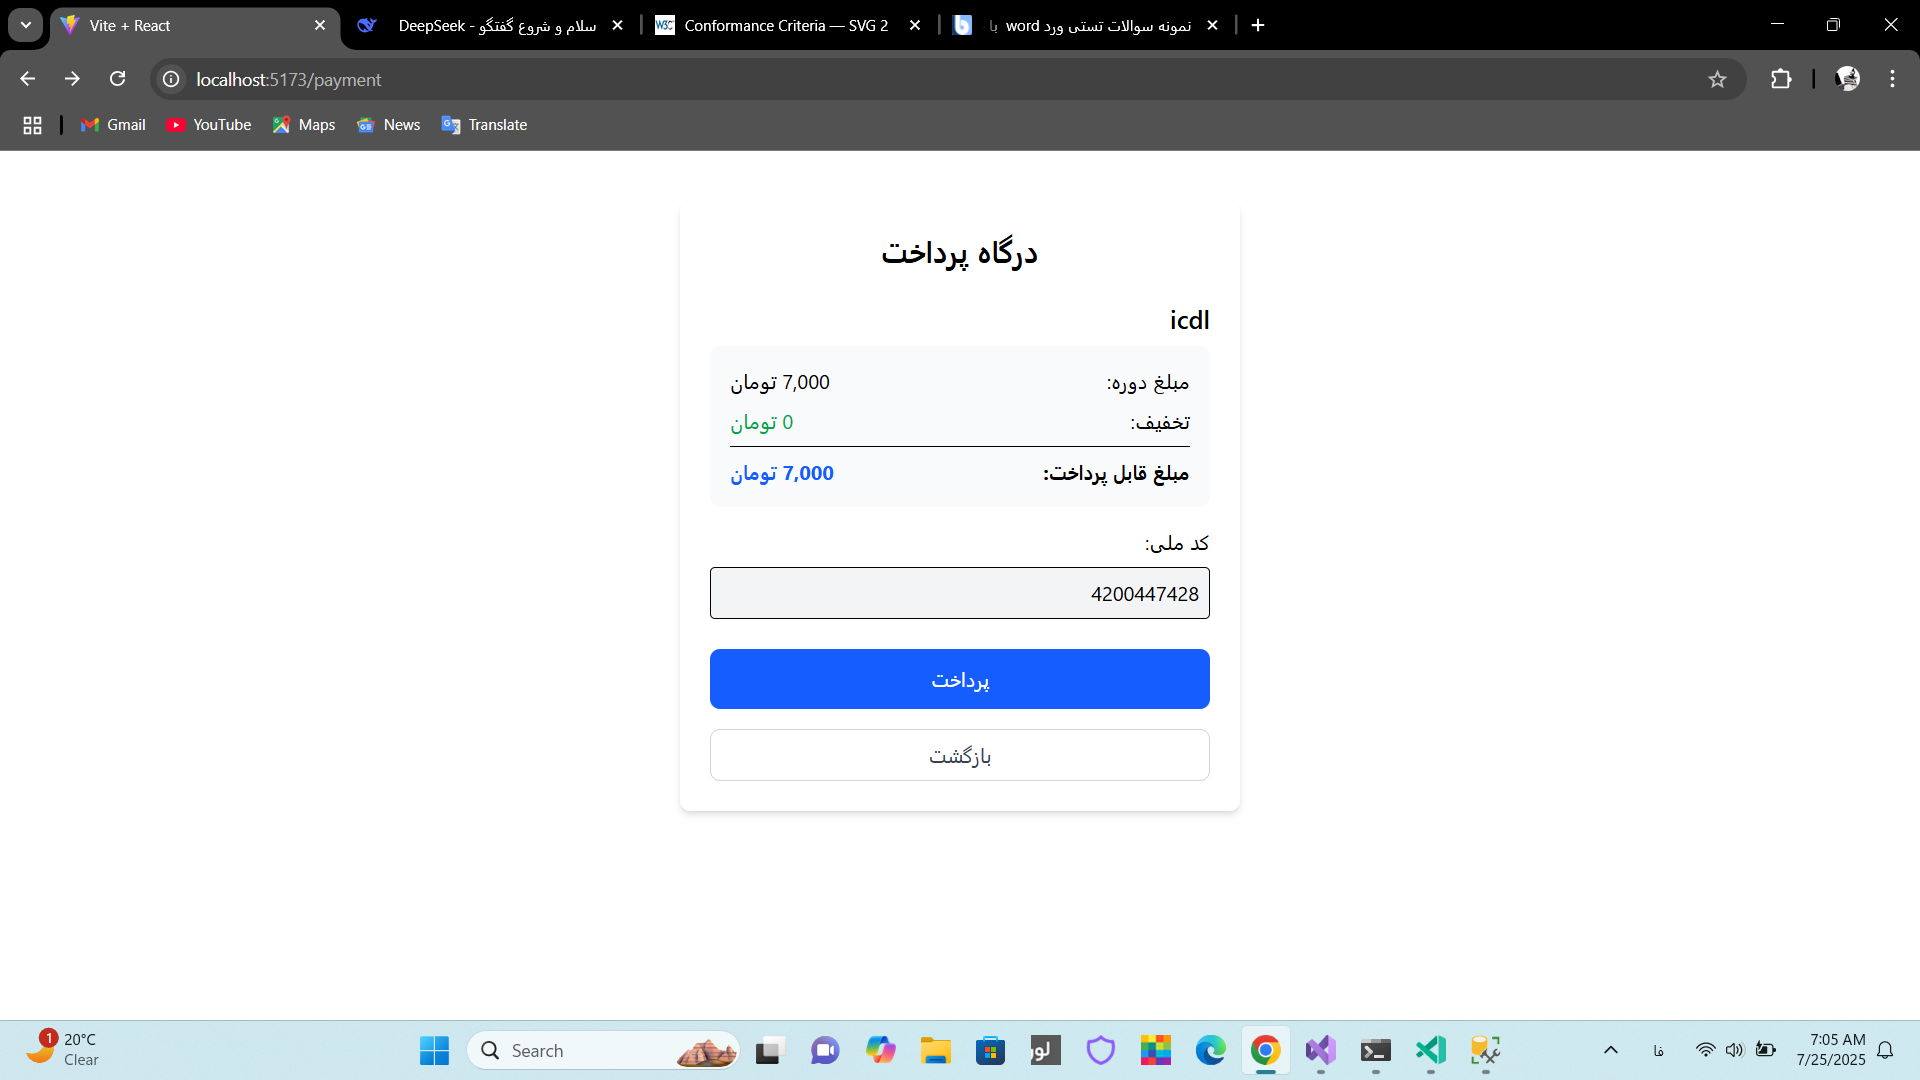 Vite + React
DeepSeek - سلام و شروع گفتگو
Conformance Criteria — SVG 2
نمونه سوالات تستی ورد word با
localhost:5173/payment
Gmail
YouTube
Maps
News
Translate
درگاه پرداخت
icdl
مبلغ دوره: 7,000 تومان
تخفیف: 0 تومان
مبلغ قابل پرداخت: 7,000 تومان
کد ملی:
4200447428
پرداخت
بازگشت
1
20°C
Clear
Search
لور
فا
7:05 AM
7/25/2025